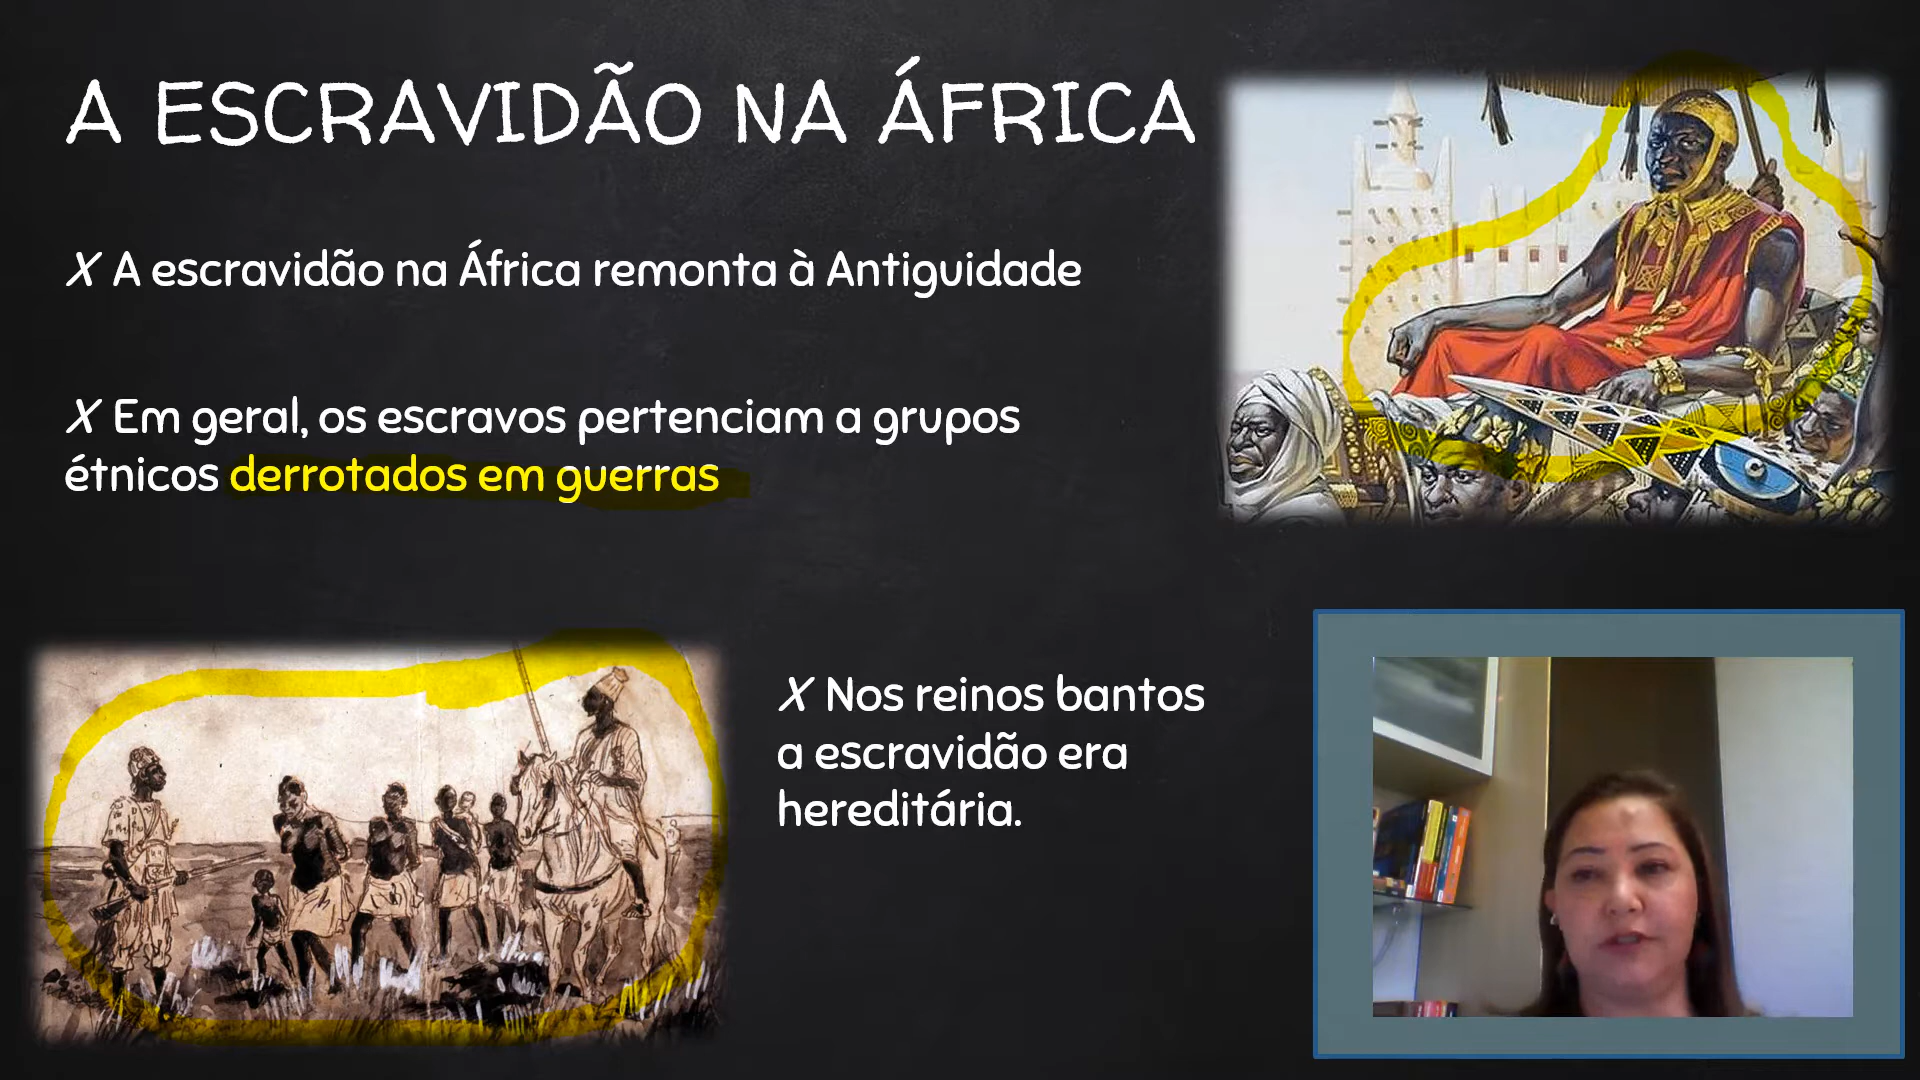 A ESCRAVIDÃO NA ÁFRICA
X A escravidão na África remonta à Antiguidade
X Em geral, os escravos pertenciam a grupos
étnicos derrotados em guerras
X Nos reinos bantos
a escravidão era
hereditária.